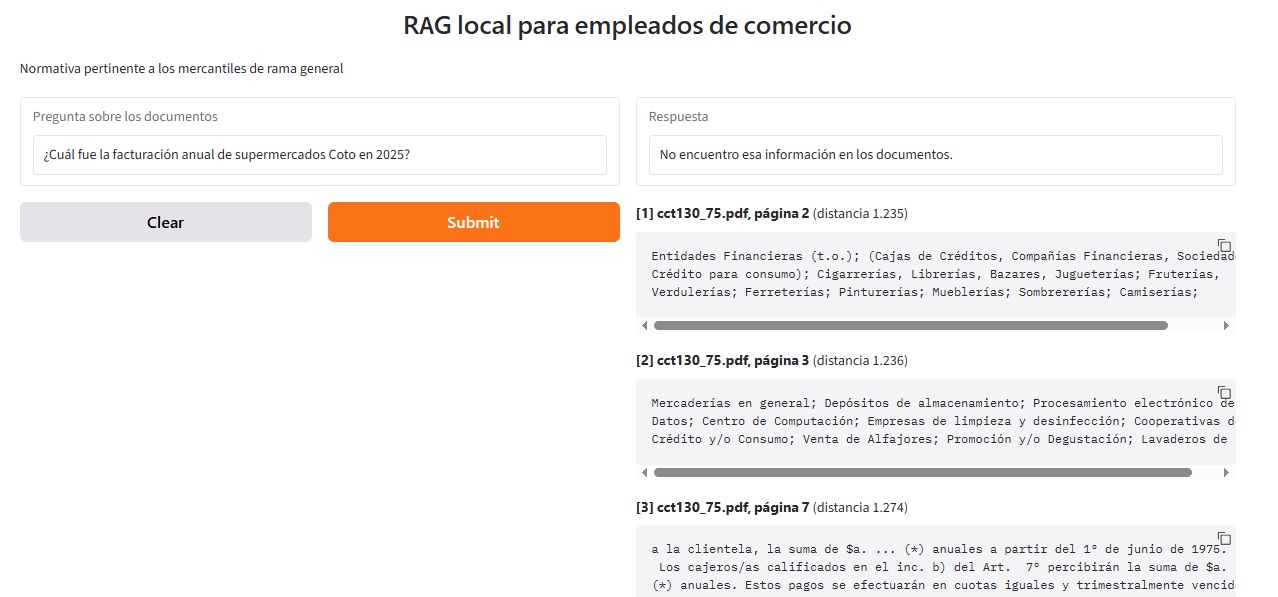 RAG local para empleados de comercio
Normativa pertinente a los mercantiles de rama general
Pregunta sobre los documentos
¿Cuál fue la facturación anual de supermercados Coto en 2025?
Clear
Submit
Respuesta
No encuentro esa información en los documentos.
[1] cct130_75.pdf, página 2 (distancia 1.235)
Entidades Financieras (t.o.); (Cajas de Créditos, Compañías Financieras, Sociedad
Crédito para consumo); Cigarrerías, Librerías, Bazares, Jugueterías; Fruterías,
Verdulerías; Ferreterías; Pinturerías; Mueblerías; Sombrererías; Camiserías;
[2] cct130_75.pdf, página 3 (distancia 1.236)
Mercaderías en general; Depósitos de almacenamiento; Procesamiento electrónico de
Datos; Centro de Computación; Empresas de limpieza y desinfección; Cooperativas d
Crédito y/o Consumo; Venta de Alfajores; Promoción y/o Degustación; Lavaderos de
[3] cct130_75.pdf, página 7 (distancia 1.274)
a la clientela, la suma de $a. ... (*) anuales a partir del 1º de junio de 1975.
Los cajeros/as calificados en el inc. b) del Art. 7º percibirán la suma de $a.
(*) anuales. Estos pagos se efectuarán en cuotas iguales y trimestralmente vencid